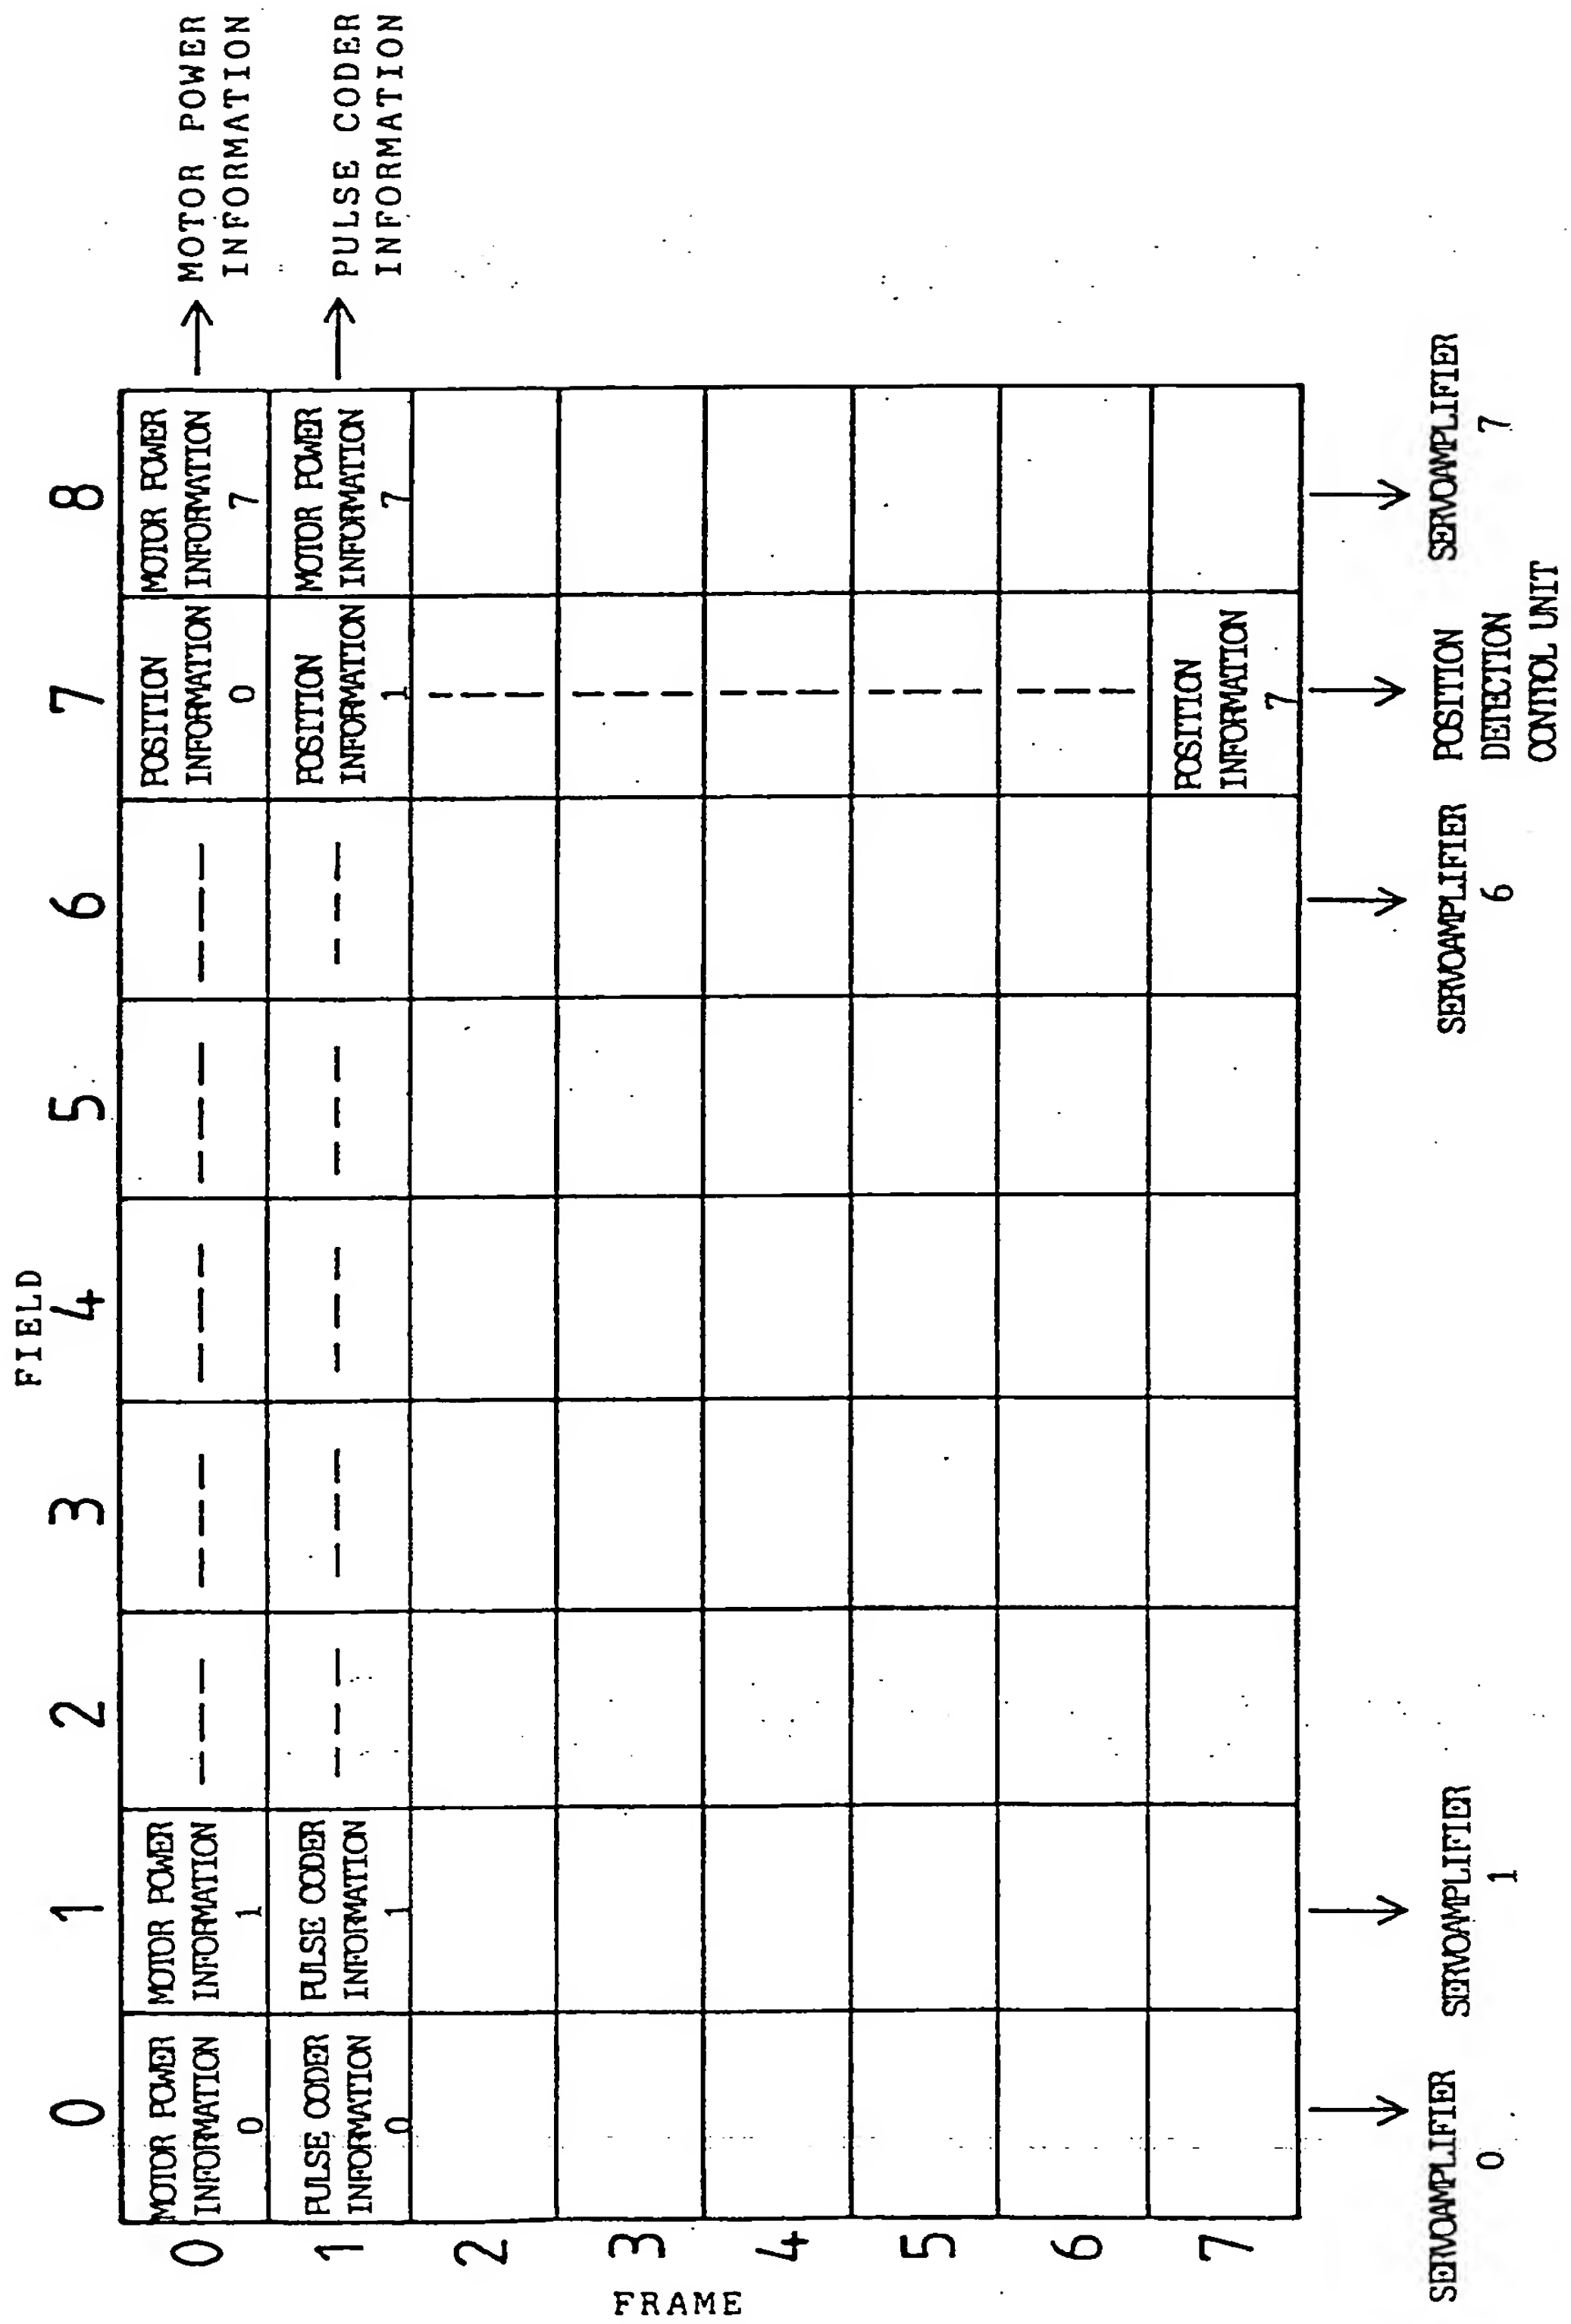 FIELD
0 1 2 3 4 5 6 7 8
0
MOTOR POWER
INFORMATION
0
MOTOR POWER
INFORMATION
1
POSITION
INFORMATION
0
MOTOR POWER
INFORMATION
7
MOTOR POWER
INFORMATION
1
PULSE CODER
INFORMATION
0
PULSE CODER
INFORMATION
1
POSITION
INFORMATION
1
MOTOR POWER
INFORMATION
7
PULSE CODER
INFORMATION
2
3
4
5
6
7
POSITION
INFORMATION
7
FRAME
SERVOAMPLIFIER
0
SERVOAMPLIFIER
1
SERVOAMPLIFIER
6
POSITION
DETECTION
CONTROL UNIT
SERVOAMPLIFIER
7